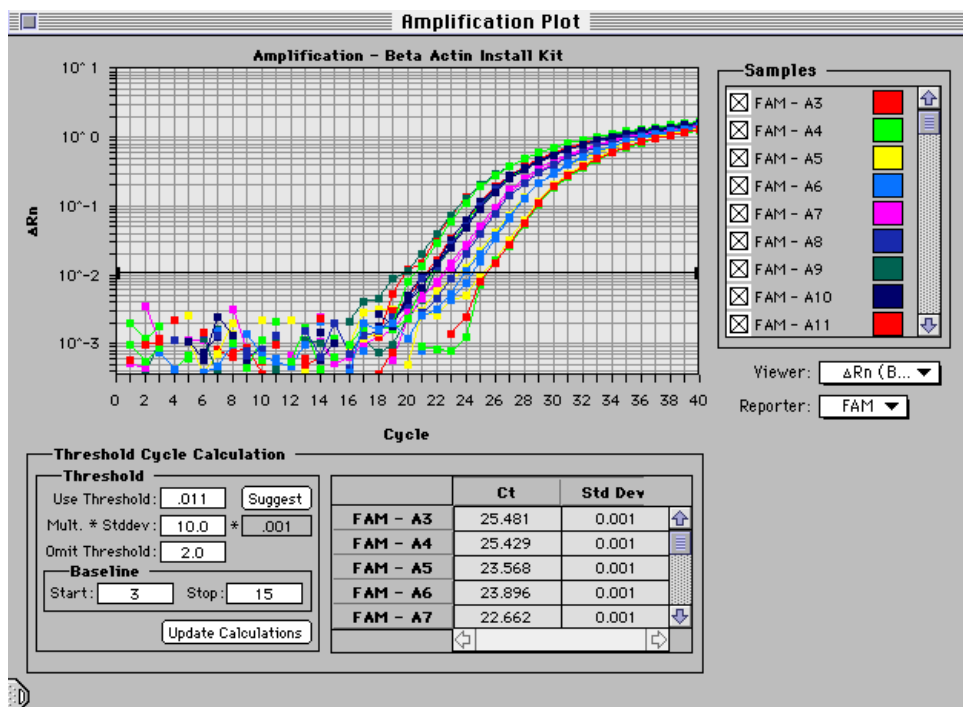 Amplification Plot
Amplification - Beta Actin Install Kit
10^ 1
10^ 0
10^-1
10^-2
10^-3
ΔRn
0 2 4 6 8 10 12 14 16 18 20 22 24 26 28 30 32 34 36 38 40
Cycle
Samples
FAM - A3
FAM - A4
FAM - A5
FAM - A6
FAM - A7
FAM - A8
FAM - A9
FAM - A10
FAM - A11
Viewer: ΔRn (B... ▼
Reporter: FAM ▼
Threshold Cycle Calculation
Threshold
Use Threshold: .011 Suggest
Mult. * Stddev: 10.0 * .001
Omit Threshold: 2.0
Baseline
Start: 3 Stop: 15
Update Calculations
Ct Std Dev
FAM - A3 25.481 0.001
FAM - A4 25.429 0.001
FAM - A5 23.568 0.001
FAM - A6 23.896 0.001
FAM - A7 22.662 0.001